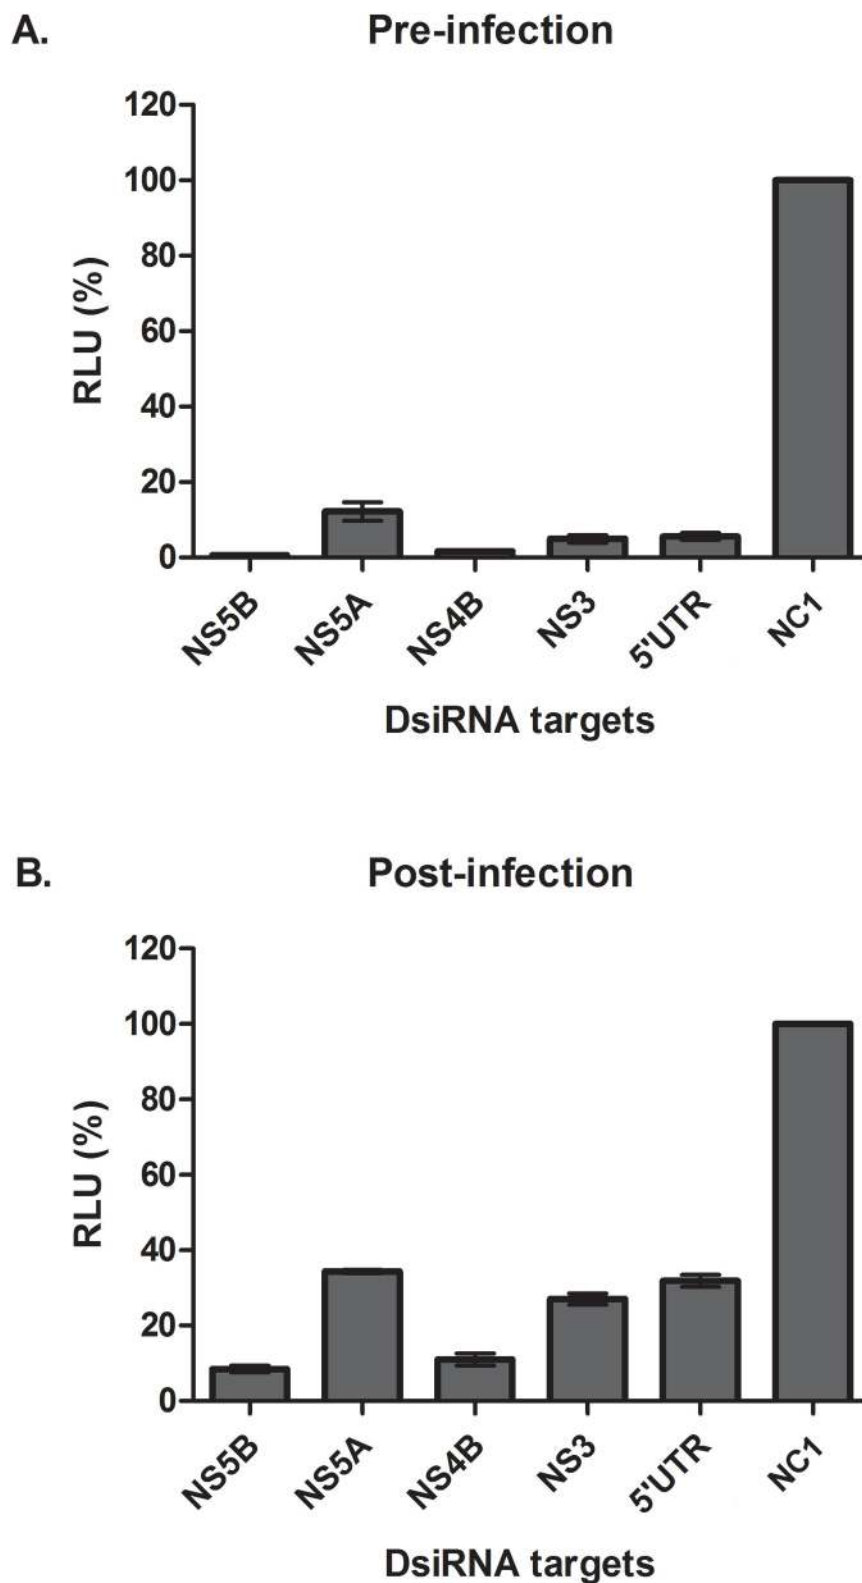 A. Pre-infection
120
100
80
60
40
20
0
RLU (%)
NS5B NS5A NS4B NS3 5'UTR NC1
DsiRNA targets
B. Post-infection
120
100
80
60
40
20
0
RLU (%)
NS5B NS5A NS4B NS3 5'UTR NC1
DsiRNA targets